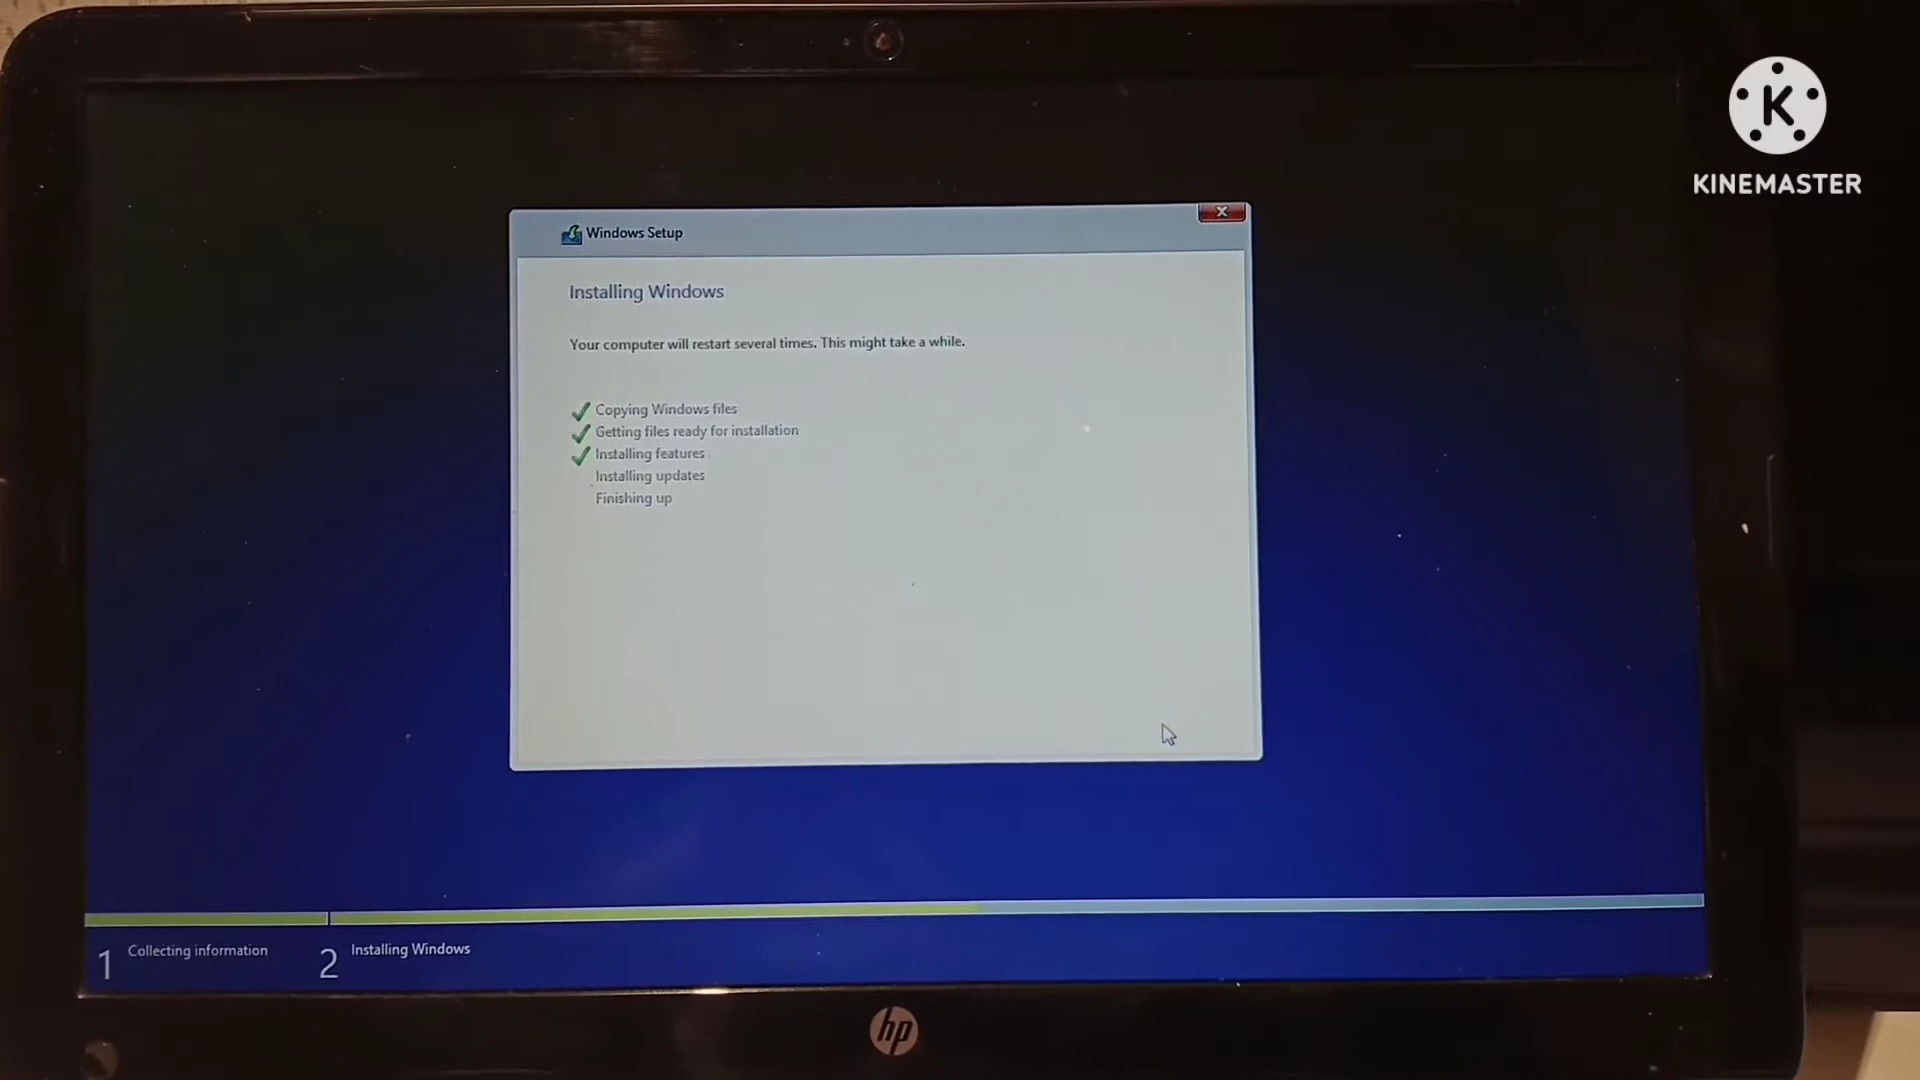 K
KINEMASTER
Windows Setup
Installing Windows
Your computer will restart several times. This might take a while.
Copying Windows files
Getting files ready for installation
Installing features
Installing updates
Finishing up
1 Collecting information
2 Installing Windows
hp